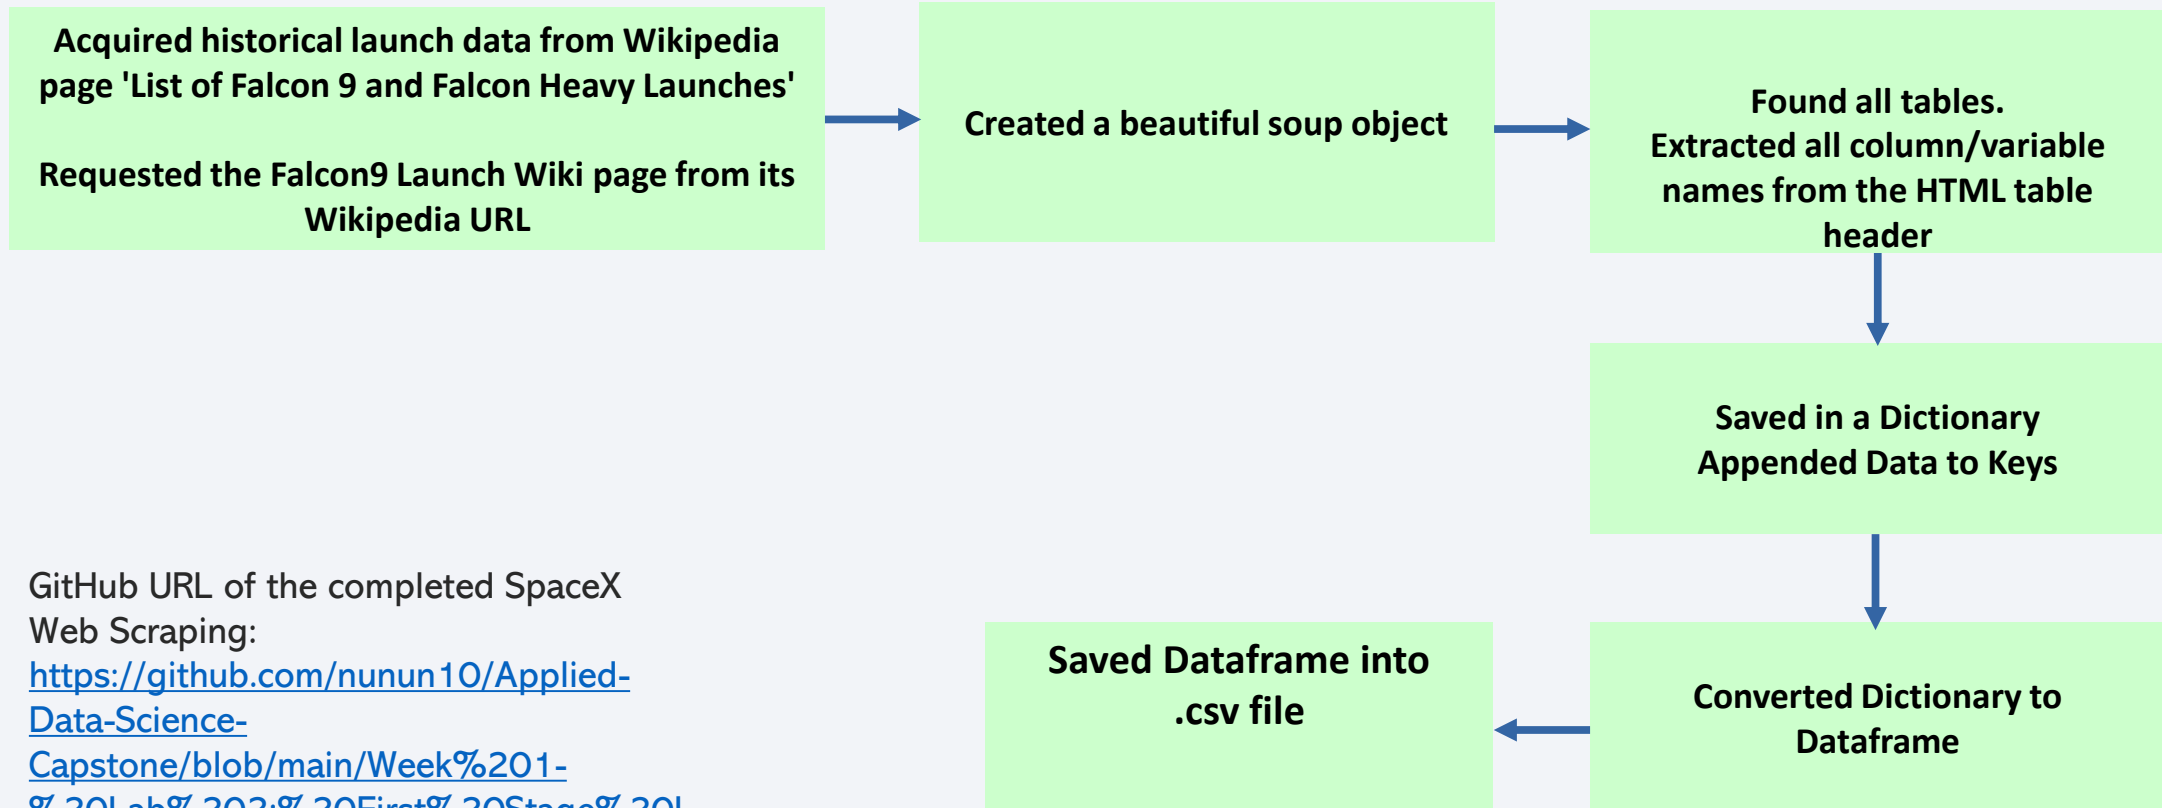 Acquired historical launch data from Wikipedia
page 'List of Falcon 9 and Falcon Heavy Launches'
Requested the Falcon9 Launch Wiki page from its
Wikipedia URL
Created a beautiful soup object
Found all tables.
Extracted all column/variable
names from the HTML table
header
Saved in a Dictionary
Appended Data to Keys
Converted Dictionary to
Dataframe
Saved Dataframe into
.csv file
GitHub URL of the completed SpaceX
Web Scraping:
https://github.com/nunun10/Applied-
Data-Science-
Capstone/blob/main/Week%201-